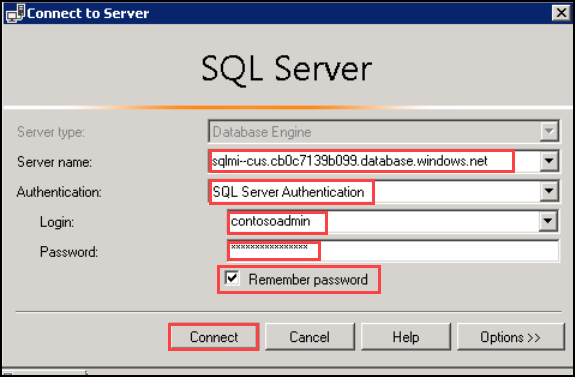 Connect to Server
SQL Server
Server type: Database Engine
Server name: sqlmi--cus.cb0c7139b099.database.windows.net
Authentication: SQL Server Authentication
Login: contosoadmin
Password: ****************
Remember password
Connect Cancel Help Options >>